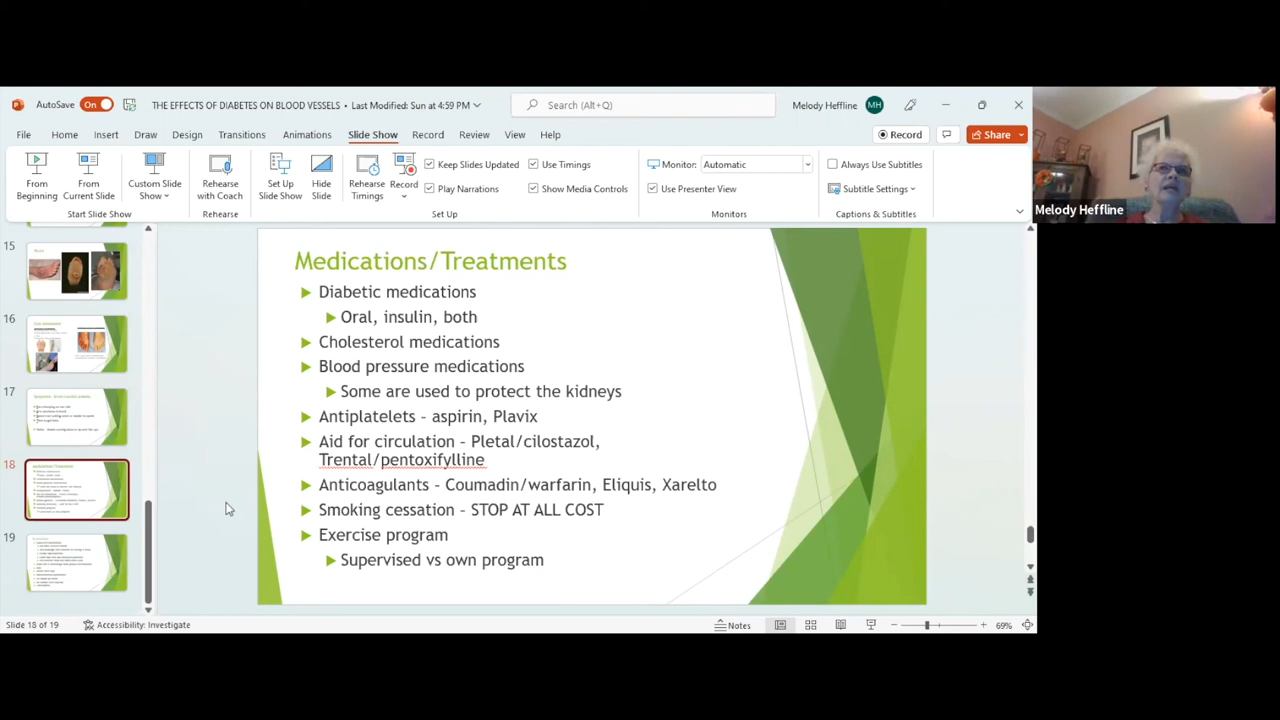 AutoSave On THE EFFECTS OF DIABETES ON BLOOD VESSELS • Last Modified: Sun at 4:59 PM Search (Alt+Q) Melody Heffline MH
File Home Insert Draw Design Transitions Animations Slide Show Record Review View Help Record Share
From Beginning
From Current Slide
Custom Slide Show
Start Slide Show
Rehearse with Coach
Rehearse
Set Up Slide Show
Hide Slide
Rehearse Timings
Record
Keep Slides Updated
Use Timings
Play Narrations
Show Media Controls
Set Up
Monitor: Automatic
Use Presenter View
Monitors
Always Use Subtitles
Subtitle Settings
Captions & Subtitles
Melody Heffline
15
16
17
18
19
Medications/Treatments
Diabetic medications
Oral, insulin, both
Cholesterol medications
Blood pressure medications
Some are used to protect the kidneys
Antiplatelets – aspirin, Plavix
Aid for circulation – Pletal/cilostazol,
Trental/pentoxifylline
Anticoagulants – Coumain/warfarin, Eliquis, Xarelto
Smoking cessation – STOP AT ALL COST
Exercise program
Supervised vs own program
Slide 18 of 19 Accessibility: Investigate Notes 69%